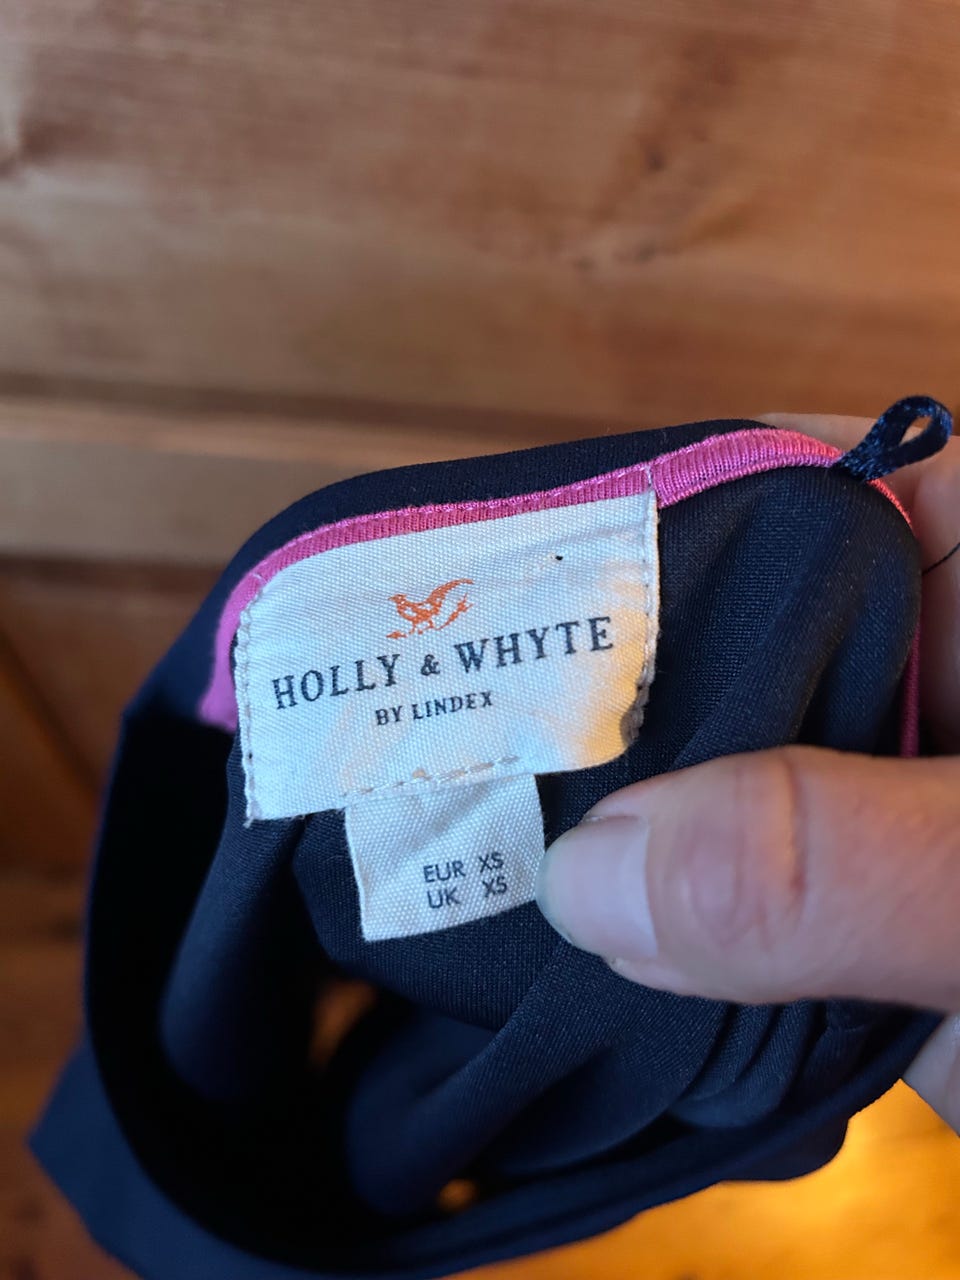 HOLLY & WHYTE
BY LINDEX
EUR XS
UK XS